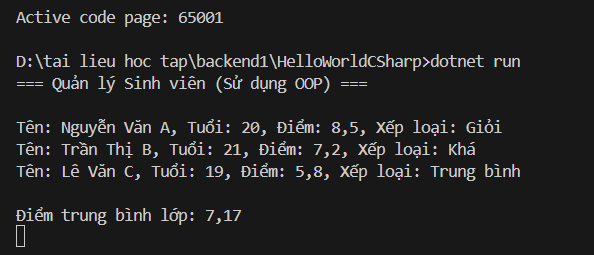 Active code page: 65001
D:\tai lieu hoc tap\backend1\HelloWorldCSharp>dotnet run
=== Quản lý Sinh viên (Sử dụng OOP) ===
Tên: Nguyễn Văn A, Tuổi: 20, Điểm: 8,5, Xếp loại: Giỏi
Tên: Trần Thị B, Tuổi: 21, Điểm: 7,2, Xếp loại: Khá
Tên: Lê Văn C, Tuổi: 19, Điểm: 5,8, Xếp loại: Trung bình
Điểm trung bình lớp: 7,17